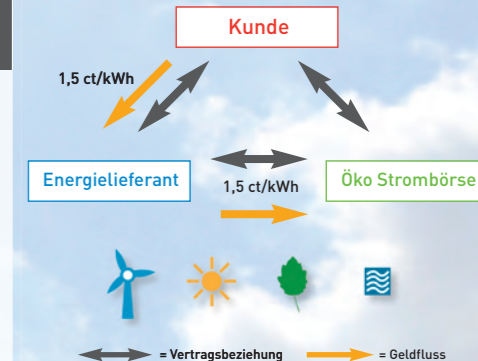 Kunde
1,5 ct/kWh
Energielieferant
1,5 ct/kWh
Öko Strombörse
= Vertragsbeziehung
= Geldfluss